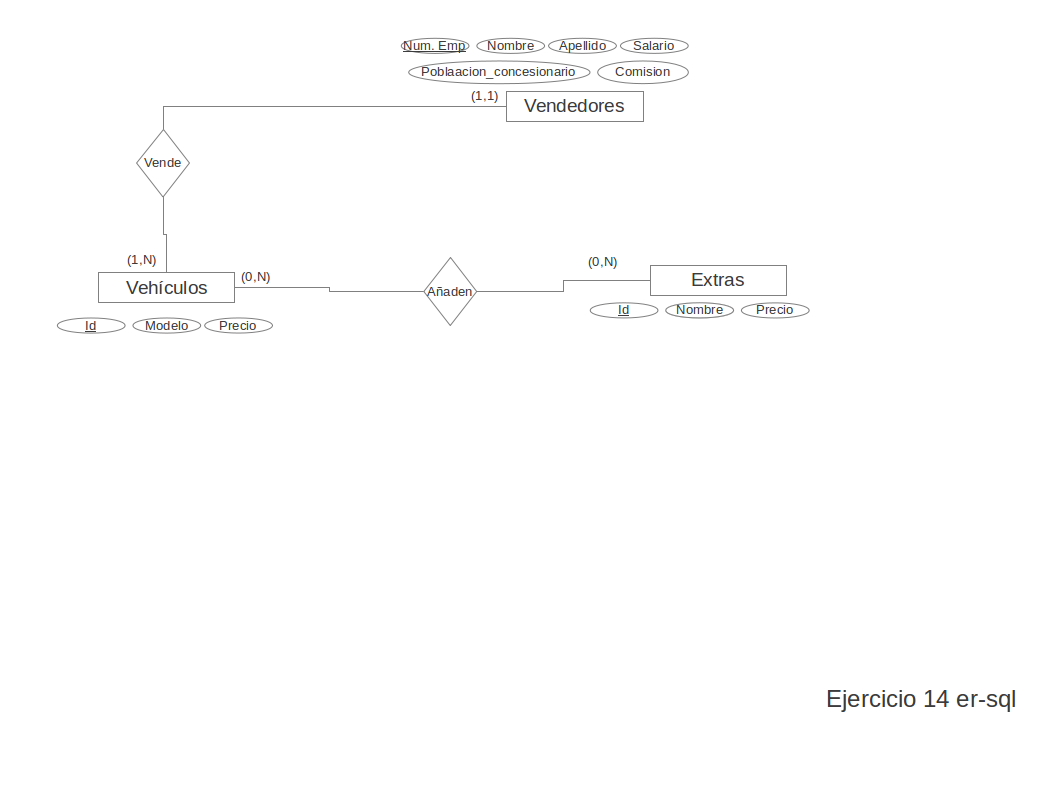 Num. Emp Nombre Apellido Salario
Poblaacion_concesionario Comision
(1,1) Vendedores
Vende
(1,N)
Vehículos (0,N)
Añaden
(0,N)
Extras
Id Nombre Precio
Id Modelo Precio
Ejercicio 14 er-sql